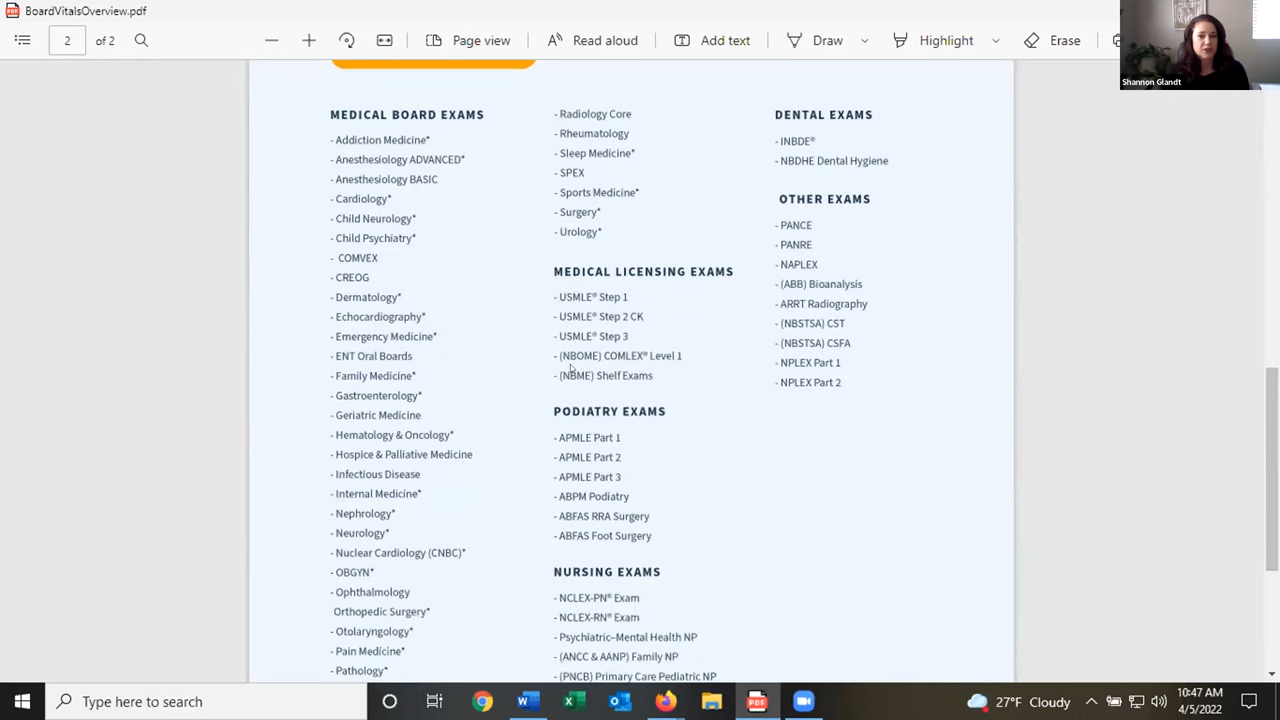 BoardVitalsOverview.pdf
2 of 2 Page view Read aloud Add text Draw Highlight Erase
Shannon Glandt
MEDICAL BOARD EXAMS
- Addiction Medicine*
- Anesthesiology ADVANCED*
- Anesthesiology BASIC
- Cardiology*
- Child Neurology*
- Child Psychiatry*
- COMVEX
- CREOG
- Dermatology*
- Echocardiography*
- Emergency Medicine*
- ENT Oral Boards
- Family Medicine*
- Gastroenterology*
- Geriatric Medicine
- Hematology & Oncology*
- Hospice & Palliative Medicine
- Infectious Disease
- Internal Medicine*
- Nephrology*
- Neurology*
- Nuclear Cardiology (CNBC)*
- OBGYN*
- Ophthalmology
Orthopedic Surgery*
- Otolaryngology*
- Pain Medicine*
- Pathology*
- Radiology Core
- Rheumatology
- Sleep Medicine*
- SPEX
- Sports Medicine*
- Surgery*
- Urology*
MEDICAL LICENSING EXAMS
- USMLE® Step 1
- USMLE® Step 2 CK
- USMLE® Step 3
- (NBOME) COMLEX® Level 1
- (NBME) Shelf Exams
PODIATRY EXAMS
- APMLE Part 1
- APMLE Part 2
- APMLE Part 3
- ABPM Podiatry
- ABFAS RRA Surgery
- ABFAS Foot Surgery
NURSING EXAMS
- NCLEX-PN® Exam
- NCLEX-RN® Exam
- Psychiatric–Mental Health NP
- (ANCC & AANP) Family NP
- (PNCB) Primary Care Pediatric NP
DENTAL EXAMS
- INBDE®
- NBDHE Dental Hygiene
OTHER EXAMS
- PANCE
- PANRE
- NAPLEX
- (ABB) Bioanalysis
- ARRT Radiography
- (NBSTSA) CST
- (NBSTSA) CSFA
- NPLEX Part 1
- NPLEX Part 2
Type here to search
27°F Cloudy
10:47 AM
4/5/2022